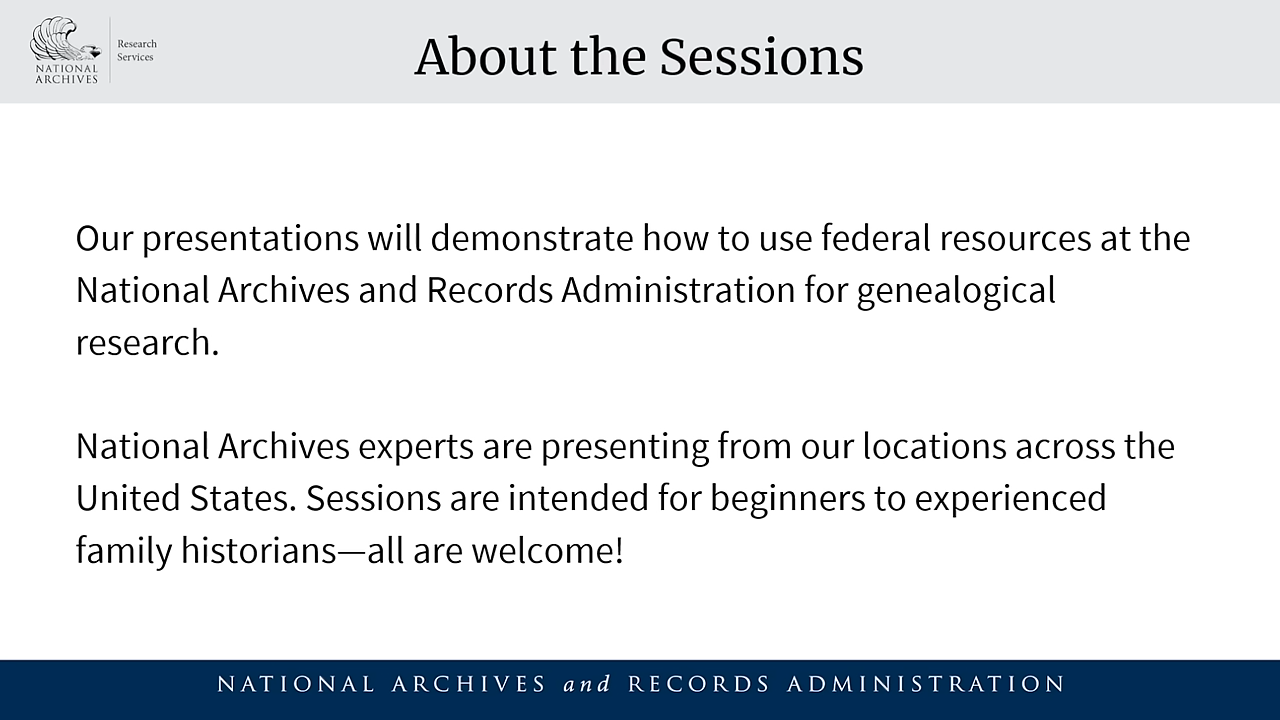 NATIONAL
ARCHIVES
Research
Services
About the Sessions
Our presentations will demonstrate how to use federal resources at the
National Archives and Records Administration for genealogical
research.
National Archives experts are presenting from our locations across the
United States. Sessions are intended for beginners to experienced
family historians—all are welcome!
NATIONAL ARCHIVES and RECORDS ADMINISTRATION